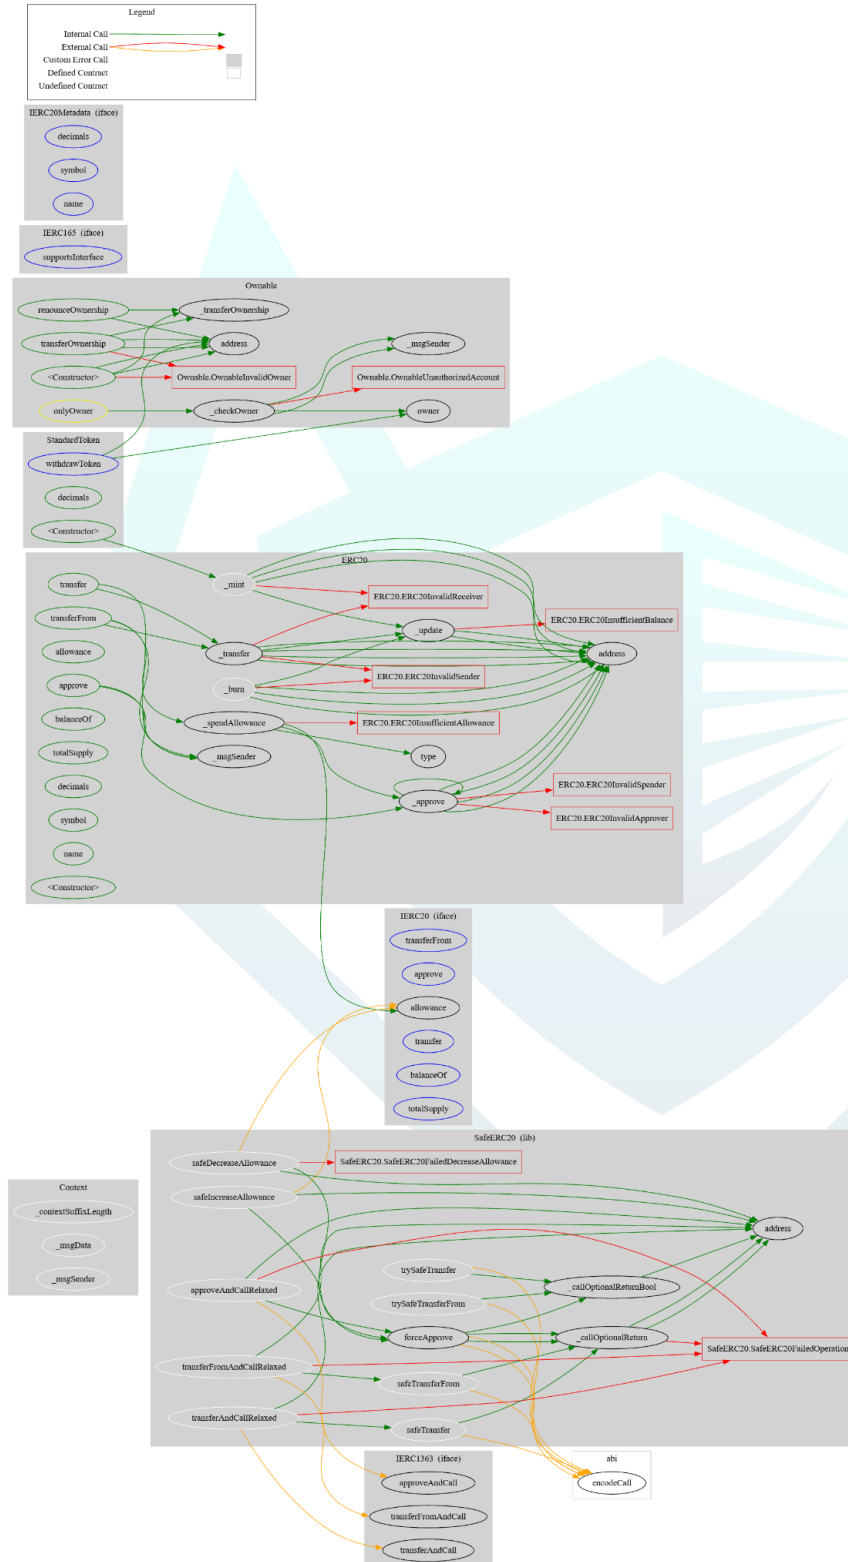 Legend
Internal Call
External Call
Custom Error Call
Defined Contract
Undefined Contract
IERC20Metadata (iface)
decimals
symbol
name
IERC165 (iface)
supportsInterface
Ownable
renounceOwnership
_transferOwnership
transferOwnership
address
_msgSender
<Constructor>
Ownable.OwnableInvalidOwner
Ownable.OwnableUnauthorizedAccount
onlyOwner
_checkOwner
owner
StandardToken
withdrawToken
decimals
<Constructor>
ERC20
transfer
_mint
ERC20.ERC20InvalidReceiver
transferFrom
ERC20.ERC20InsufficientBalance
_update
allowance
_transfer
address
approve
_burn
ERC20.ERC20InvalidSender
balanceOf
_spendAllowance
ERC20.ERC20InsufficientAllowance
totalSupply
_msgSender
type
decimals
ERC20.ERC20InvalidSpender
_approve
symbol
ERC20.ERC20InvalidApprover
name
<Constructor>
IERC20 (iface)
transferFrom
approve
allowance
transfer
balanceOf
totalSupply
SafeERC20 (lib)
safeDecreaseAllowance
SafeERC20.SafeERC20FailedDecreaseAllowance
safeIncreaseAllowance
address
Context
_contextSuffixLength
_msgData
_msgSender
trySafeTransfer
approveAndCallRelaxed
_callOptionalReturnBool
trySafeTransferFrom
forceApprove
_callOptionalReturn
SafeERC20.SafeERC20FailedOperation
transferFromAndCallRelaxed
safeTransferFrom
transferAndCallRelaxed
safeTransfer
IERC1363 (iface)
approveAndCall
transferFromAndCall
transferAndCall
abi
encodeCall